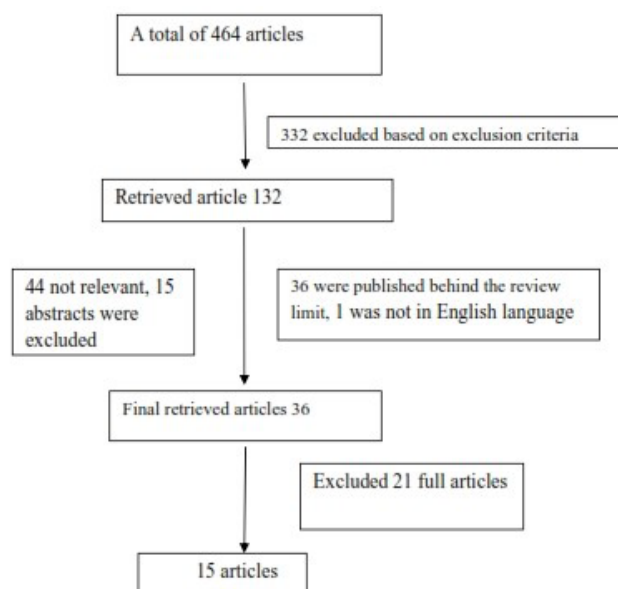 A total of 464 articles
332 excluded based on exclusion criteria
Retrieved article 132
44 not relevant, 15
abstracts were
excluded
36 were published behind the review
limit, 1 was not in English language
Final retrieved articles 36
Excluded 21 full articles
15 articles